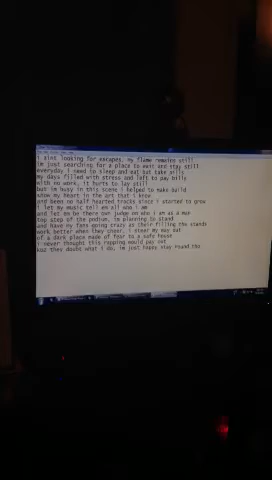 i aint looking for escapes, my flame remains still
im just searching for a place to exit and stay still
everyday i need to sleep and eat but take pills
my days filled with stress and left to pay bills
with no work, it hurts to lay still
but im busy in this scene i helped to make build
show my heart in the art that i know
and been on half hearted tracks since i started to grow
i let my music tell em all who i am
and let em be there own judge on who i am as a man
top step of the podium, im planning to stand
and have my fans going crazy as their filling the stands
work better when they cheer, i steer my way out
of a dark place made of fear to a safe house
i never thought this rapping would pay out
kuz they doubt what i do, im just happy stay round tho